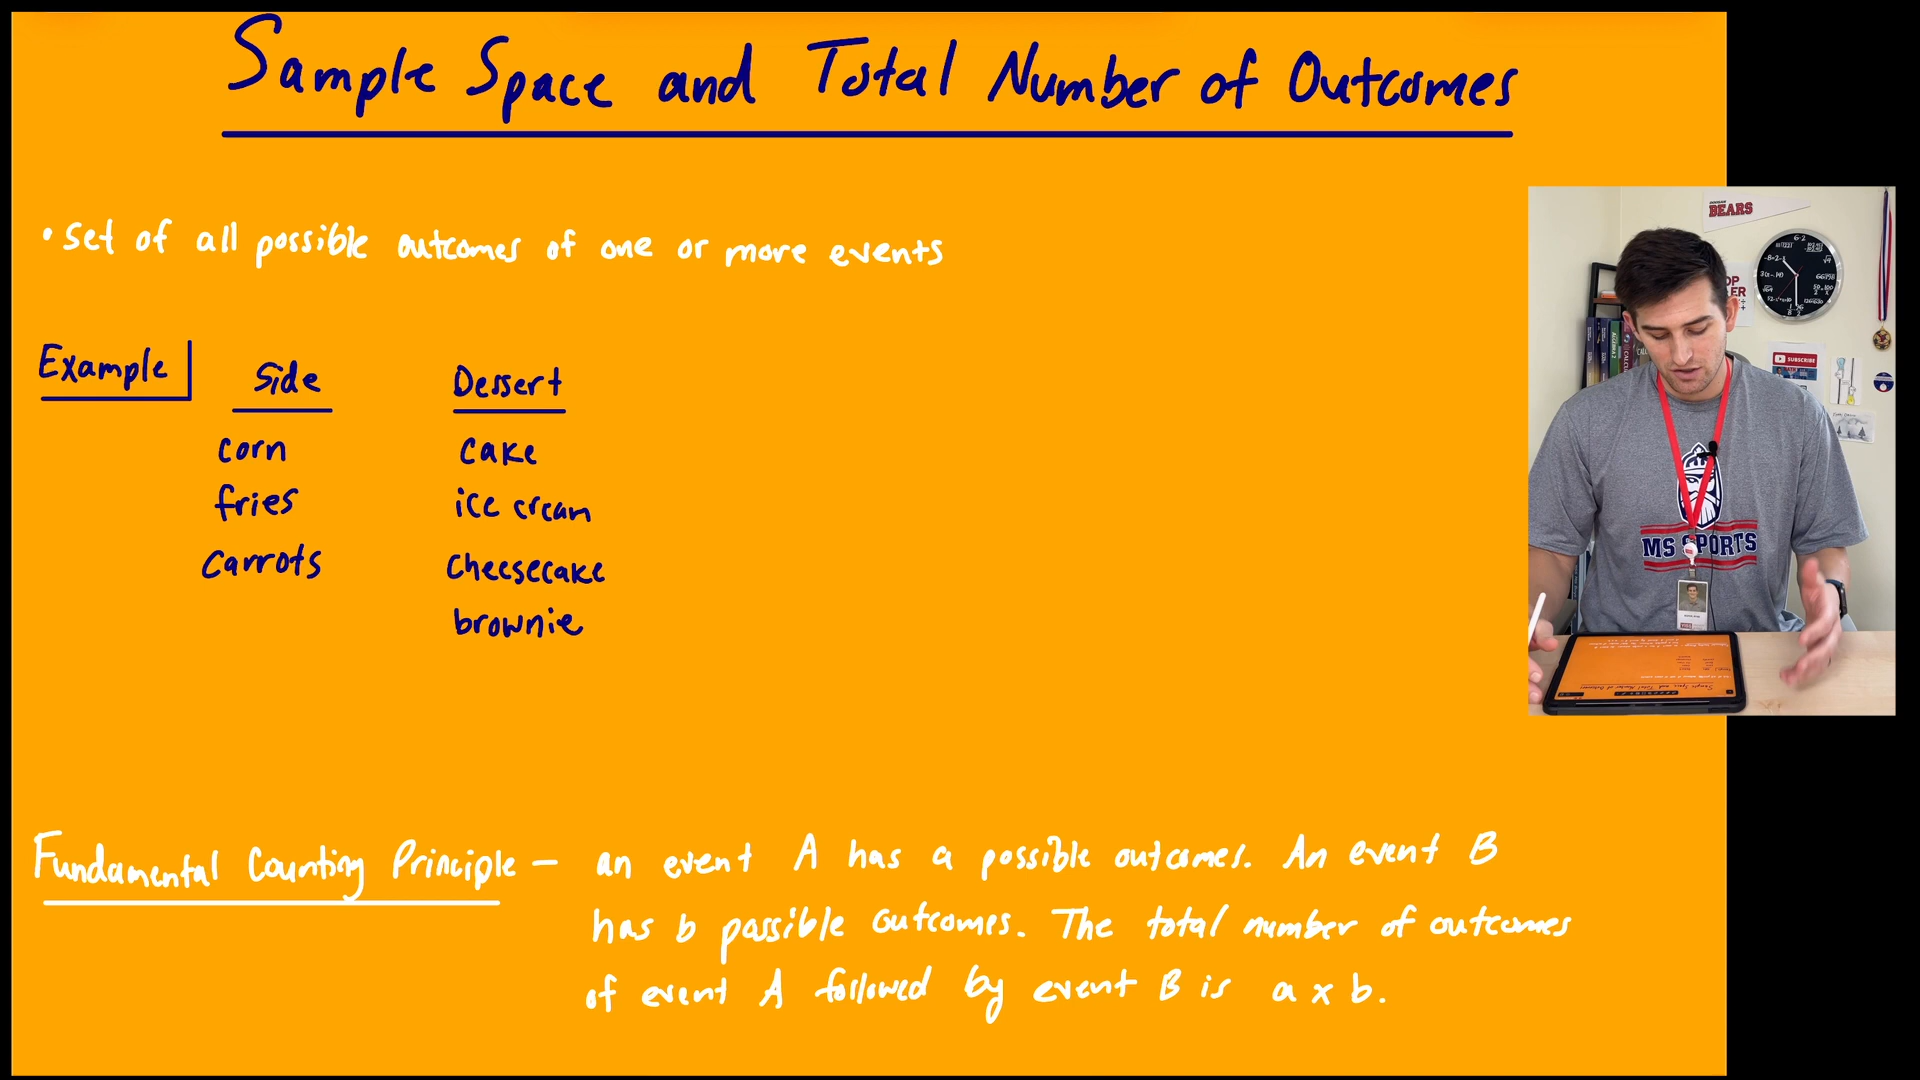 Sample Space and Total Number of Outcomes
• set of all possible outcomes of one or more events
Example
Side
Dessert
corn
cake
fries
ice cream
carrots
cheesecake
brownie
Fundamental Counting Principle – an event A has a possible outcomes. An event B
has b possible outcomes. The total number of outcomes
of event A followed by event B is a x b.
BEARS
SUBSCRIBE
MS SPORTS